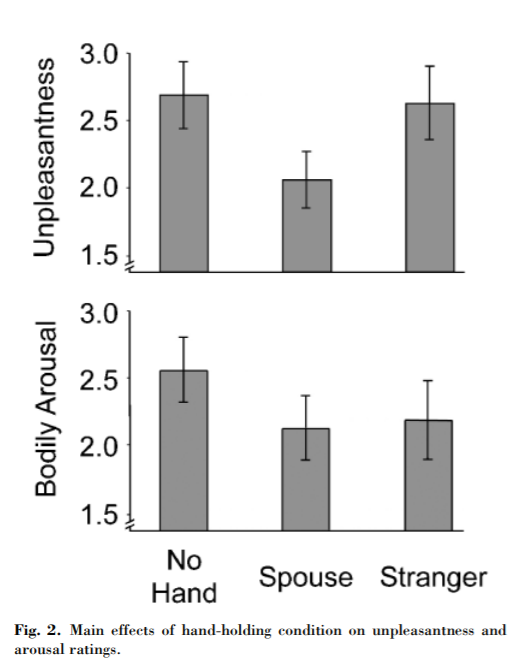 Unpleasantness
3.0
2.5
2.0
1.5
Bodily Arousal
3.0
2.5
2.0
1.5
No
Hand
Spouse
Stranger
Fig. 2. Main effects of hand-holding condition on unpleasantness and
arousal ratings.